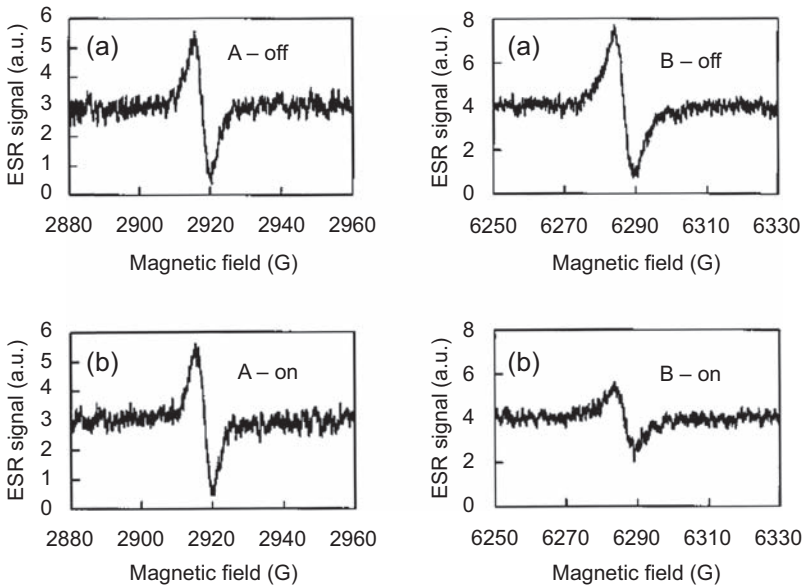 (a)
A – off
ESR signal (a.u.)
6
5
4
3
2
1
0
2880 2900 2920 2940 2960
Magnetic field (G)
(a)
B – off
ESR signal (a.u.)
8
6
4
2
0
6250 6270 6290 6310 6330
Magnetic field (G)
(b)
A – on
ESR signal (a.u.)
6
5
4
3
2
1
0
2880 2900 2920 2940 2960
Magnetic field (G)
(b)
B – on
ESR signal (a.u.)
8
6
4
2
0
6250 6270 6290 6310 6330
Magnetic field (G)